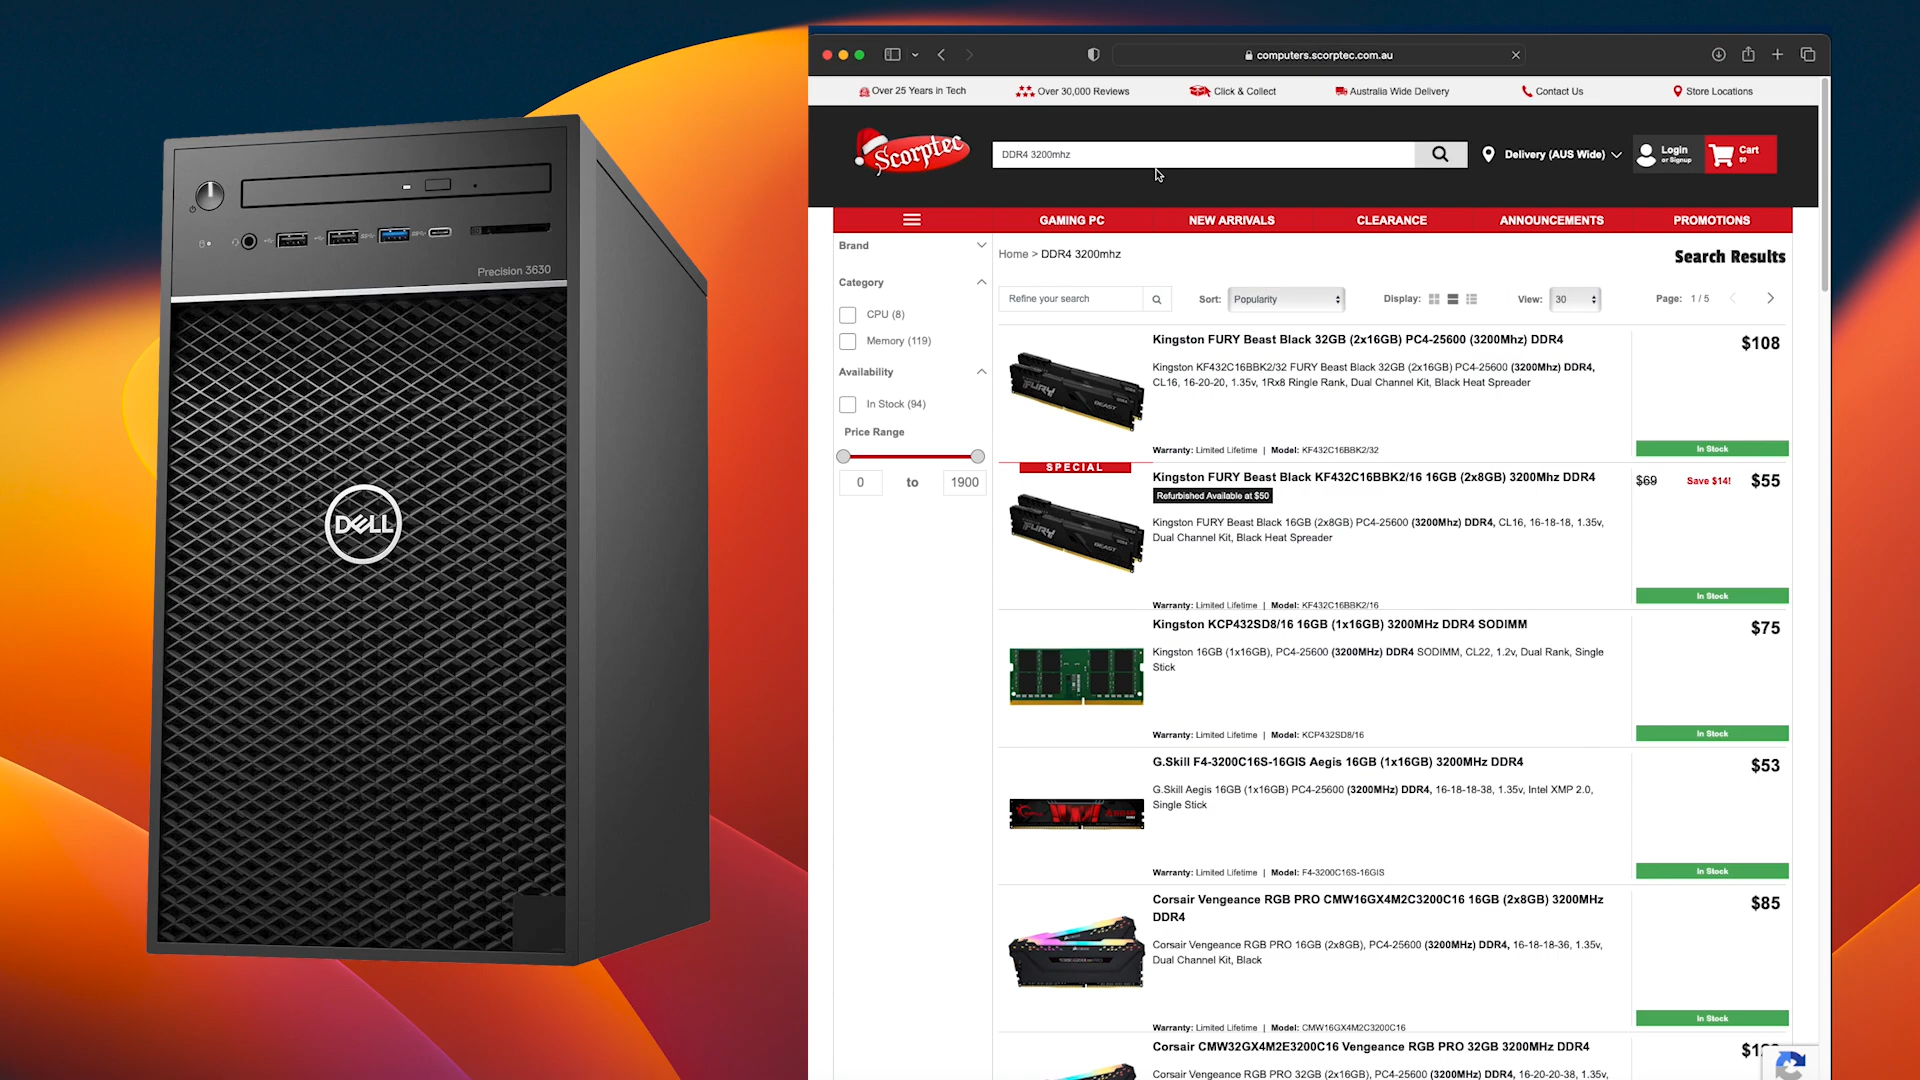 Precision 3630
DELL
computers.scorptec.com.au
Over 25 Years in Tech
Over 30,000 Reviews
Click & Collect
Australia Wide Delivery
Contact Us
Store Locations
Scorptec
DDR4 3200mhz
Delivery (AUS Wide)
Login
or Signup
Cart
$0
GAMING PC
NEW ARRIVALS
CLEARANCE
ANNOUNCEMENTS
PROMOTIONS
Brand
Category
CPU (8)
Memory (119)
Availability
In Stock (94)
Price Range
0 to 1900
Home > DDR4 3200mhz
Search Results
Refine your search
Sort: Popularity
Display:
View: 30
Page: 1 / 5
Kingston FURY Beast Black 32GB (2x16GB) PC4-25600 (3200Mhz) DDR4
$108
Kingston KF432C16BBK2/32 FURY Beast Black 32GB (2x16GB) PC4-25600 (3200Mhz) DDR4,
CL16, 16-20-20, 1.35v, 1Rx8 Ringle Rank, Dual Channel Kit, Black Heat Spreader
FURY
BEAST
Warranty: Limited Lifetime | Model: KF432C16BBK2/32
In Stock
SPECIAL
Kingston FURY Beast Black KF432C16BBK2/16 16GB (2x8GB) 3200Mhz DDR4
$69
Save $14!
$55
Refurbished Available at $50
Kingston FURY Beast Black 16GB (2x8GB) PC4-25600 (3200Mhz) DDR4, CL16, 16-18-18, 1.35v,
Dual Channel Kit, Black Heat Spreader
FURY
BEAST
Warranty: Limited Lifetime | Model: KF432C16BBK2/16
In Stock
Kingston KCP432SD8/16 16GB (1x16GB) 3200MHz DDR4 SODIMM
$75
Kingston 16GB (1x16GB), PC4-25600 (3200Mhz) DDR4 SODIMM, CL22, 1.2v, Dual Rank, Single
Stick
Warranty: Limited Lifetime | Model: KCP432SD8/16
In Stock
G.Skill F4-3200C16S-16GIS Aegis 16GB (1x16GB) 3200MHz DDR4
$53
G.Skill Aegis 16GB (1x16GB) PC4-25600 (3200MHz) DDR4, 16-18-18-38, 1.35v, Intel XMP 2.0,
Single Stick
Warranty: Limited Lifetime | Model: F4-3200C16S-16GIS
In Stock
Corsair Vengeance RGB PRO CMW16GX4M2C3200C16 16GB (2x8GB) 3200MHz
DDR4
$85
Corsair Vengeance RGB PRO 16GB (2x8GB), PC4-25600 (3200MHz) DDR4, 16-18-18-36, 1.35v,
Dual Channel Kit, Black
Warranty: Limited Lifetime | Model: CMW16GX4M2C3200C16
In Stock
Corsair CMW32GX4M2E3200C16 Vengeance RGB PRO 32GB 3200MHz DDR4
Corsair Vengeance RGB PRO 32GB (2x16GB), PC4-25600 (3200MHz) DDR4, 16-20-20-38, 1.35v,